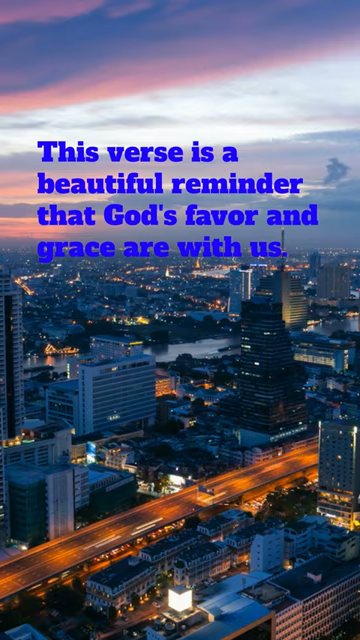 This verse is a
beautiful reminder
that God's favor and
grace are with us.